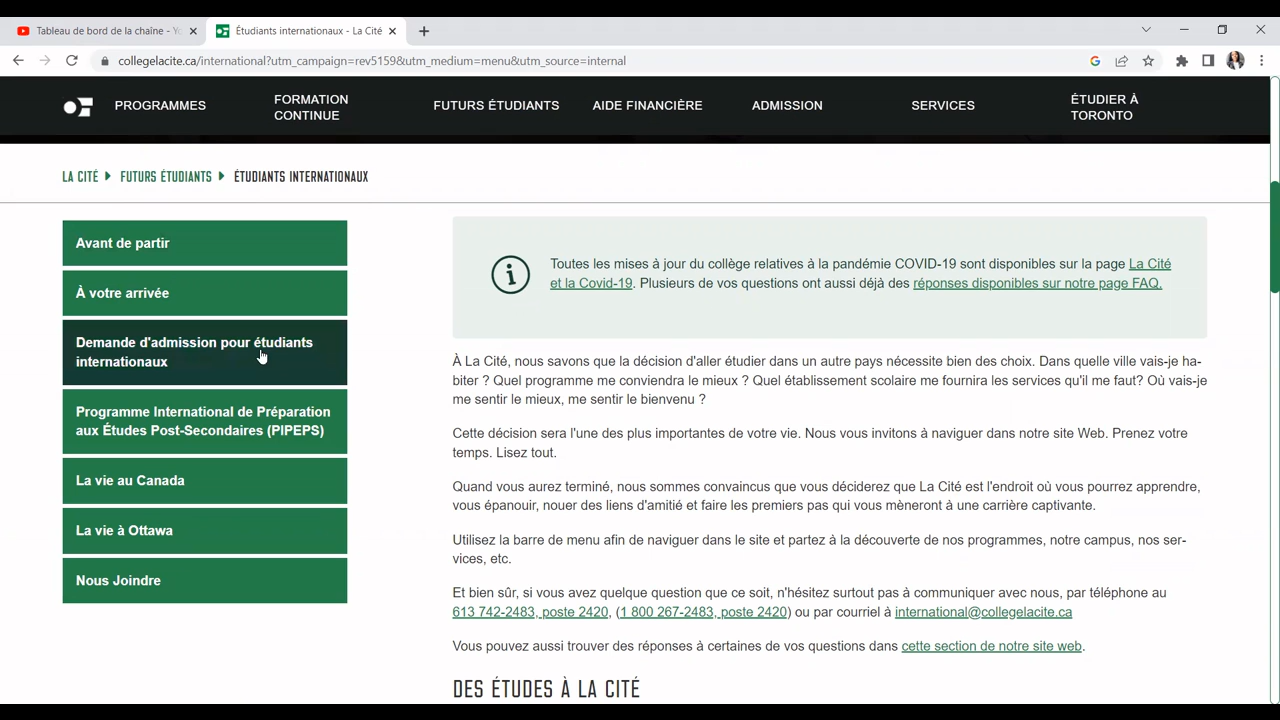 Tableau de bord de la chaîne - Yo
Étudiants internationaux - La Cité
collegelacite.ca/international?utm_campaign=rev5159&utm_medium=menu&utm_source=internal
PROGRAMMES
FORMATION
CONTINUE
FUTURS ÉTUDIANTS
AIDE FINANCIÈRE
ADMISSION
SERVICES
ÉTUDIER À
TORONTO
LA CITÉ
FUTURS ÉTUDIANTS
ÉTUDIANTS INTERNATIONAUX
Avant de partir
À votre arrivée
Demande d'admission pour étudiants
internationaux
Programme International de Préparation
aux Études Post-Secondaires (PIPEPS)
La vie au Canada
La vie à Ottawa
Nous Joindre
Toutes les mises à jour du collège relatives à la pandémie COVID-19 sont disponibles sur la page La Cité
et la Covid-19. Plusieurs de vos questions ont aussi déjà des réponses disponibles sur notre page FAQ.
À La Cité, nous savons que la décision d'aller étudier dans un autre pays nécessite bien des choix. Dans quelle ville vais-je ha-
biter ? Quel programme me conviendra le mieux ? Quel établissement scolaire me fournira les services qu'il me faut? Où vais-je
me sentir le mieux, me sentir le bienvenu ?
Cette décision sera l'une des plus importantes de votre vie. Nous vous invitons à naviguer dans notre site Web. Prenez votre
temps. Lisez tout.
Quand vous aurez terminé, nous sommes convaincus que vous déciderez que La Cité est l'endroit où vous pourrez apprendre,
vous épanouir, nouer des liens d'amitié et faire les premiers pas qui vous mèneront à une carrière captivante.
Utilisez la barre de menu afin de naviguer dans le site et partez à la découverte de nos programmes, notre campus, nos ser-
vices, etc.
Et bien sûr, si vous avez quelque question que ce soit, n'hésitez surtout pas à communiquer avec nous, par téléphone au
613 742-2483, poste 2420, (1 800 267-2483, poste 2420) ou par courriel à international@collegelacite.ca
Vous pouvez aussi trouver des réponses à certaines de vos questions dans cette section de notre site web.
DES ÉTUDES À LA CITÉ